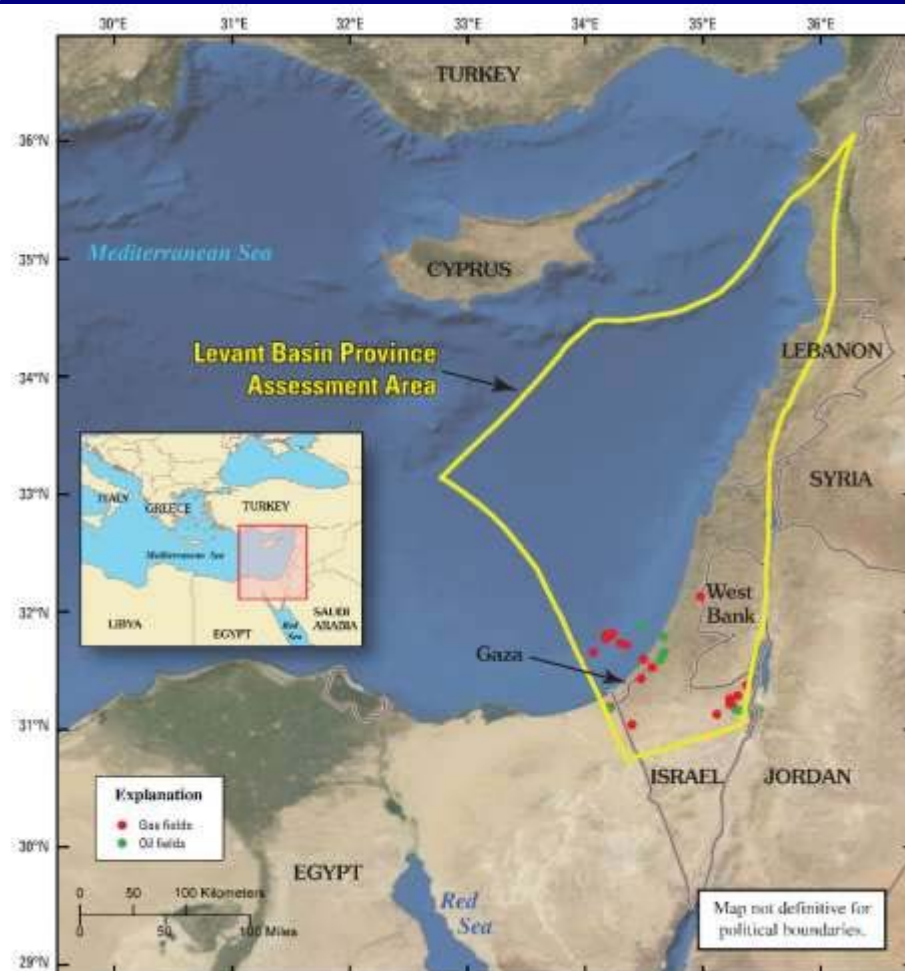 30°E
31°E
32°E
33°E
34°E
35°E
36°E
TURKEY
36°N
Mediterranean Sea
35°N
CYPRUS
Levant Basin Province
Assessment Area
LEBANON
34°N
SYRIA
33°N
ITALY
GREECE
TURKEY
Mediterranean Sea
LIBYA
EGYPT
Red
Sea
SAUDI
ARABIA
32°N
West
Bank
Gaza
31°N
ISRAEL
JORDAN
Explanation
Gas fields
Oil fields
30°N
EGYPT
0 50 100 Kilometers
0 50 100 Miles
Red
Sea
Map not definitive for
political boundaries.
29°N